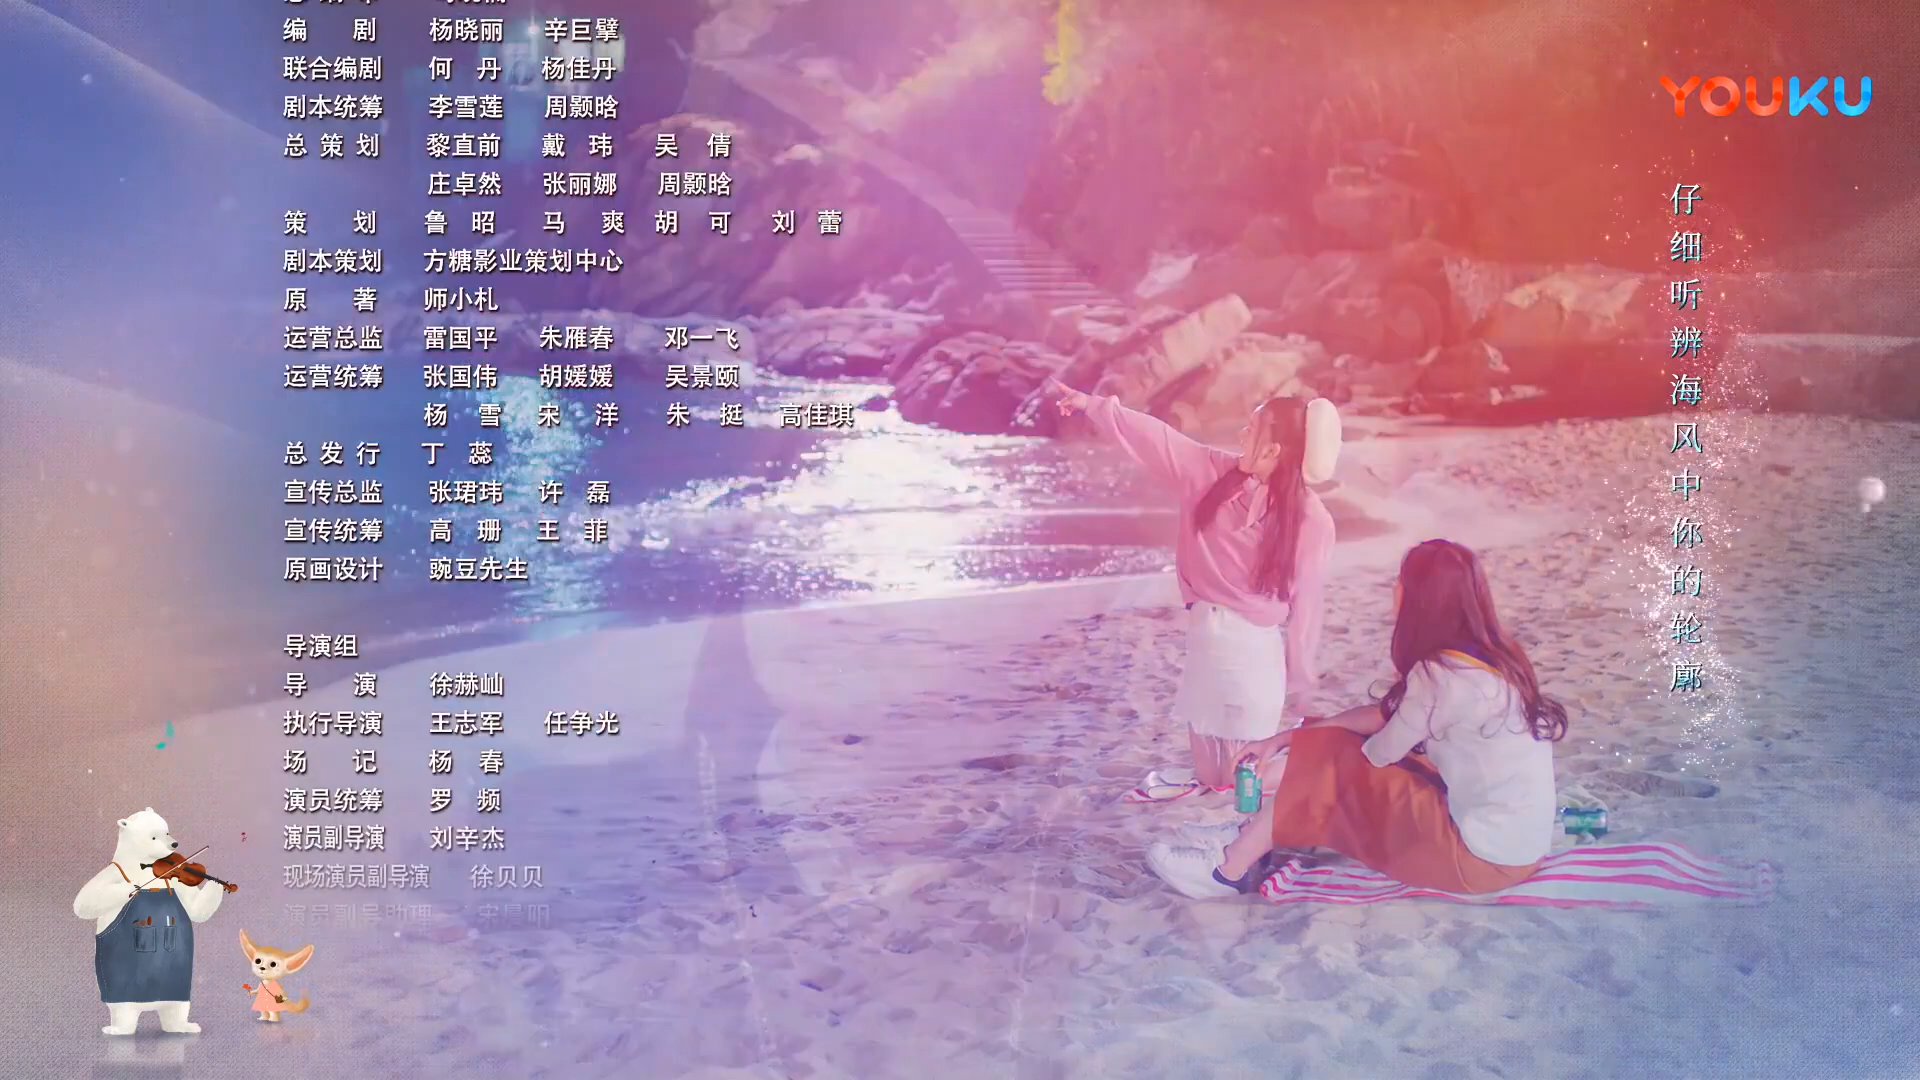 编剧 杨晓丽 辛巨擘
联合编剧 何丹 杨佳丹
剧本统筹 李雪莲 周颢晗
总策划 黎直前 戴玮 吴倩
庄卓然 张丽娜 周颢晗
策划 鲁昭 马爽 胡可 刘蕾
剧本策划 方糖影业策划中心
原著 师小札
运营总监 雷国平 朱雁春 邓一飞
运营统筹 张国伟 胡媛媛 吴景颐
杨雪 宋洋 朱挺 高佳琪
总发行 丁蕊
宣传总监 张珺玮 许磊
宣传统筹 高珊 王菲
原画设计 豌豆先生
导演组
导演 徐赫屾
执行导演 王志军 任争光
场记 杨春
演员统筹 罗频
演员副导演 刘辛杰
现场演员副导演 徐贝贝
YOUKU
仔细听辨海风中你的轮廓